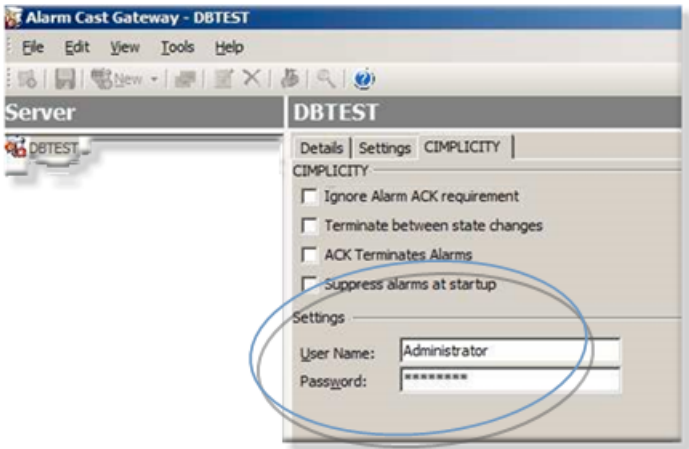 Alarm Cast Gateway - DBTEST
File Edit View Tools Help
New
Server
DBTEST
DBTEST
Details Settings CIMPLICITY
CIMPLICITY
Ignore Alarm ACK requirement
Terminate between state changes
ACK Terminates Alarms
Suppress alarms at startup
Settings
User Name: Administrator
Password: ********